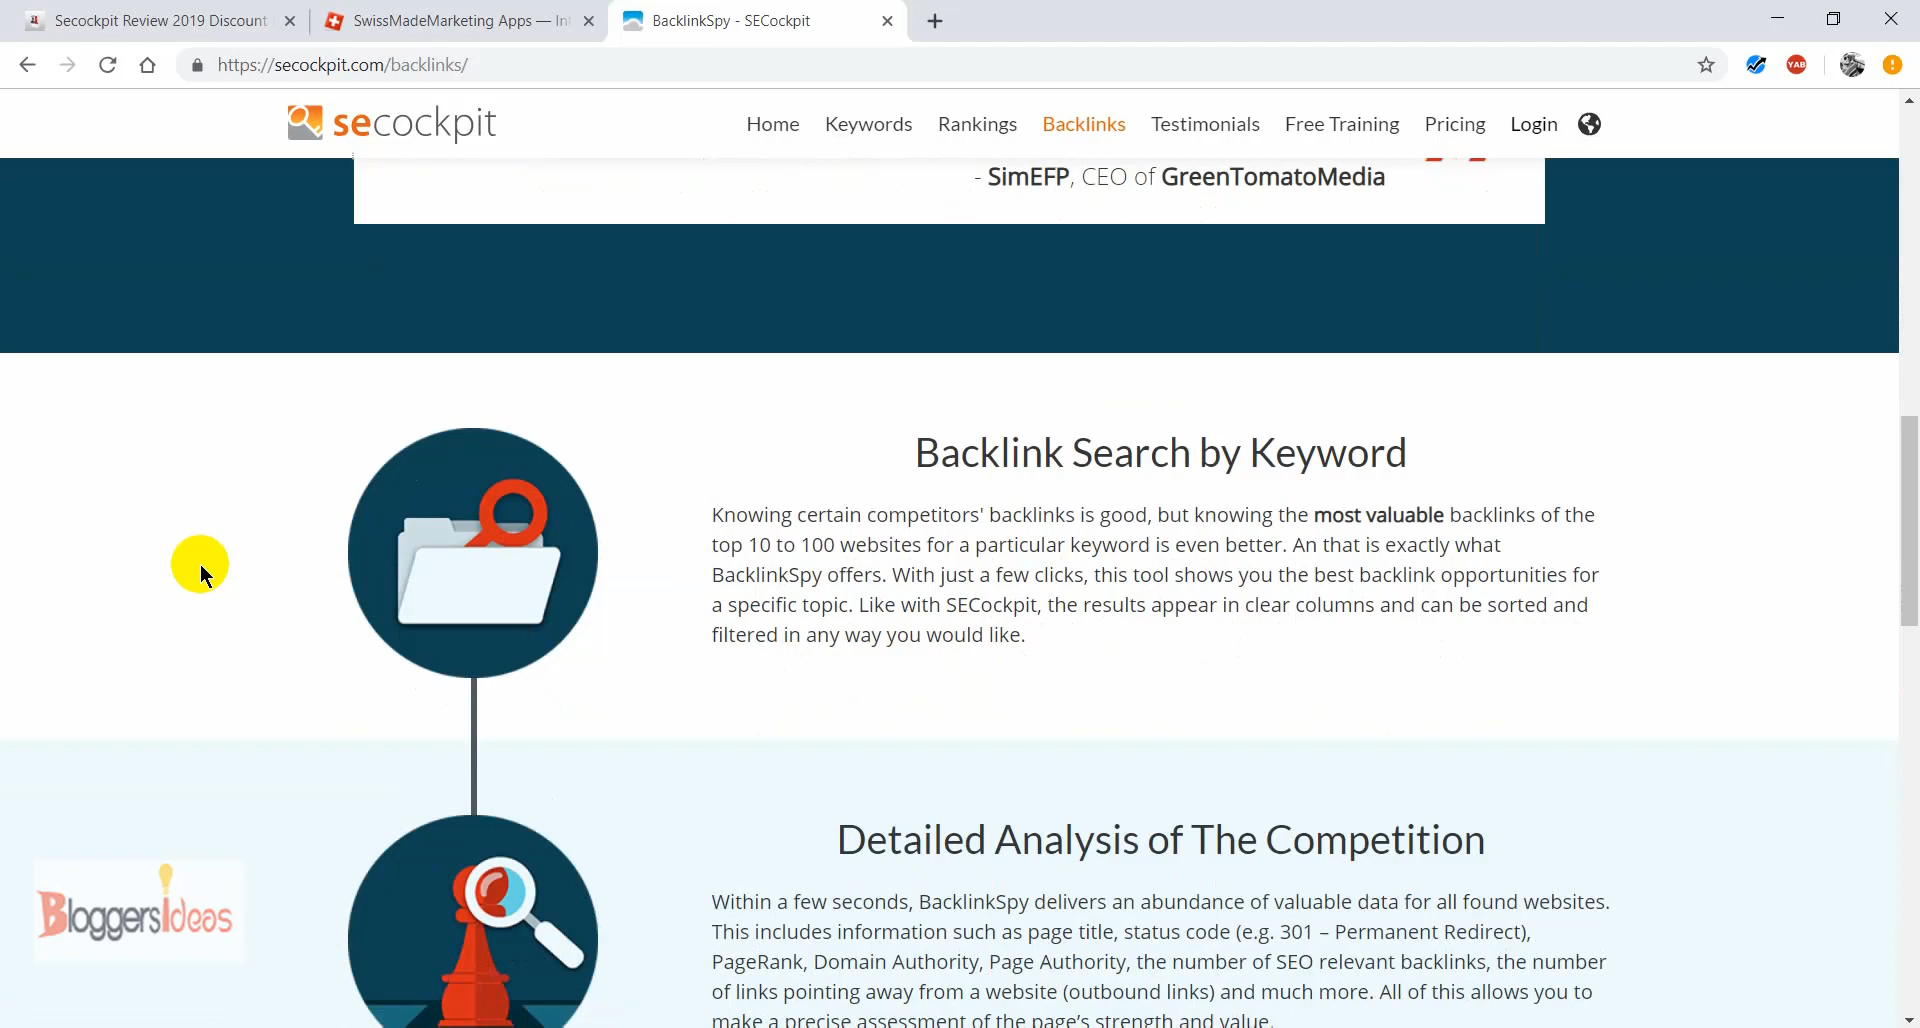 Secockpit Review 2019 Discount
SwissMadeMarketing Apps — In
BacklinkSpy - SECockpit
https://secockpit.com/backlinks/
YAB
secockpit
Home Keywords Rankings Backlinks Testimonials Free Training Pricing Login
- SimEFP, CEO of GreenTomatoMedia
Backlink Search by Keyword
Knowing certain competitors' backlinks is good, but knowing the most valuable backlinks of the
top 10 to 100 websites for a particular keyword is even better. An that is exactly what
BacklinkSpy offers. With just a few clicks, this tool shows you the best backlink opportunities for
a specific topic. Like with SECockpit, the results appear in clear columns and can be sorted and
filtered in any way you would like.
Detailed Analysis of The Competition
Within a few seconds, BacklinkSpy delivers an abundance of valuable data for all found websites.
This includes information such as page title, status code (e.g. 301 – Permanent Redirect),
PageRank, Domain Authority, Page Authority, the number of SEO relevant backlinks, the number
of links pointing away from a website (outbound links) and much more. All of this allows you to
make a precise assessment of the page's strength and value.
BloggersIdeas